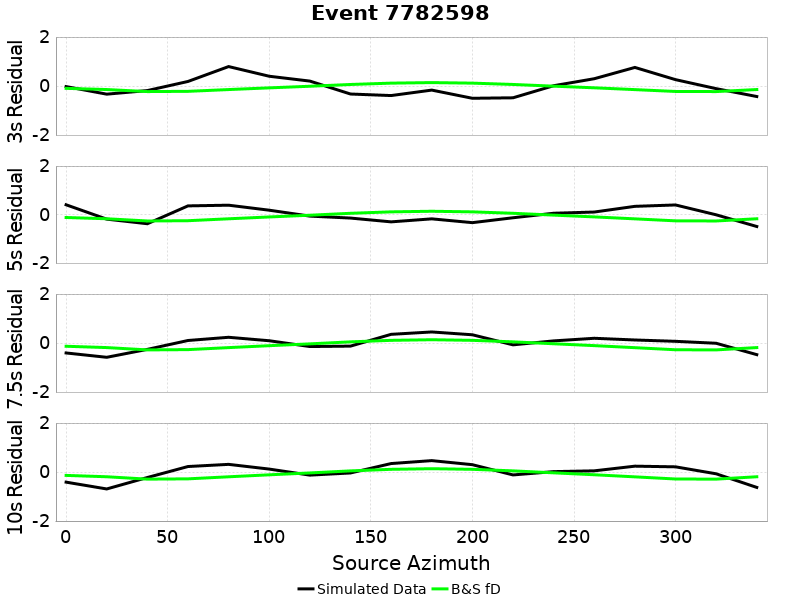 Event 7782598
3s Residual
2
0
-2
5s Residual
2
0
-2
7.5s Residual
2
0
-2
10s Residual
2
0
-2
0 50 100 150 200 250 300
Source Azimuth
Simulated Data B&S fD